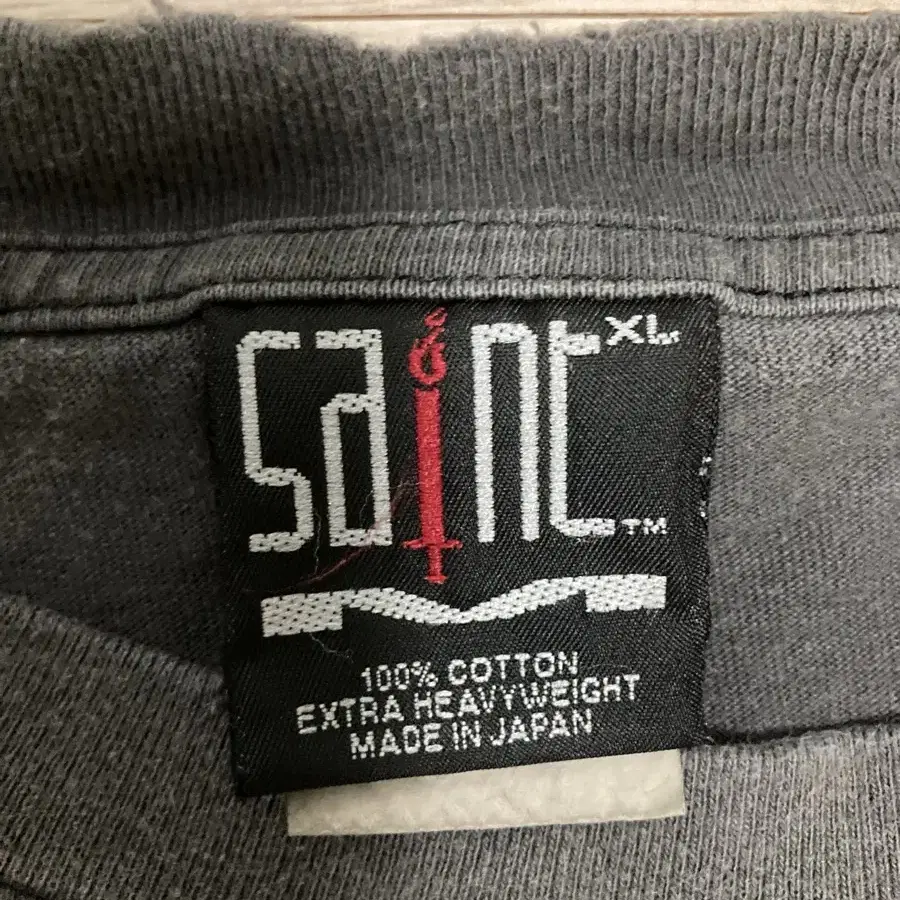 saint XL
TM
100% COTTON
EXTRA HEAVYWEIGHT
MADE IN JAPAN